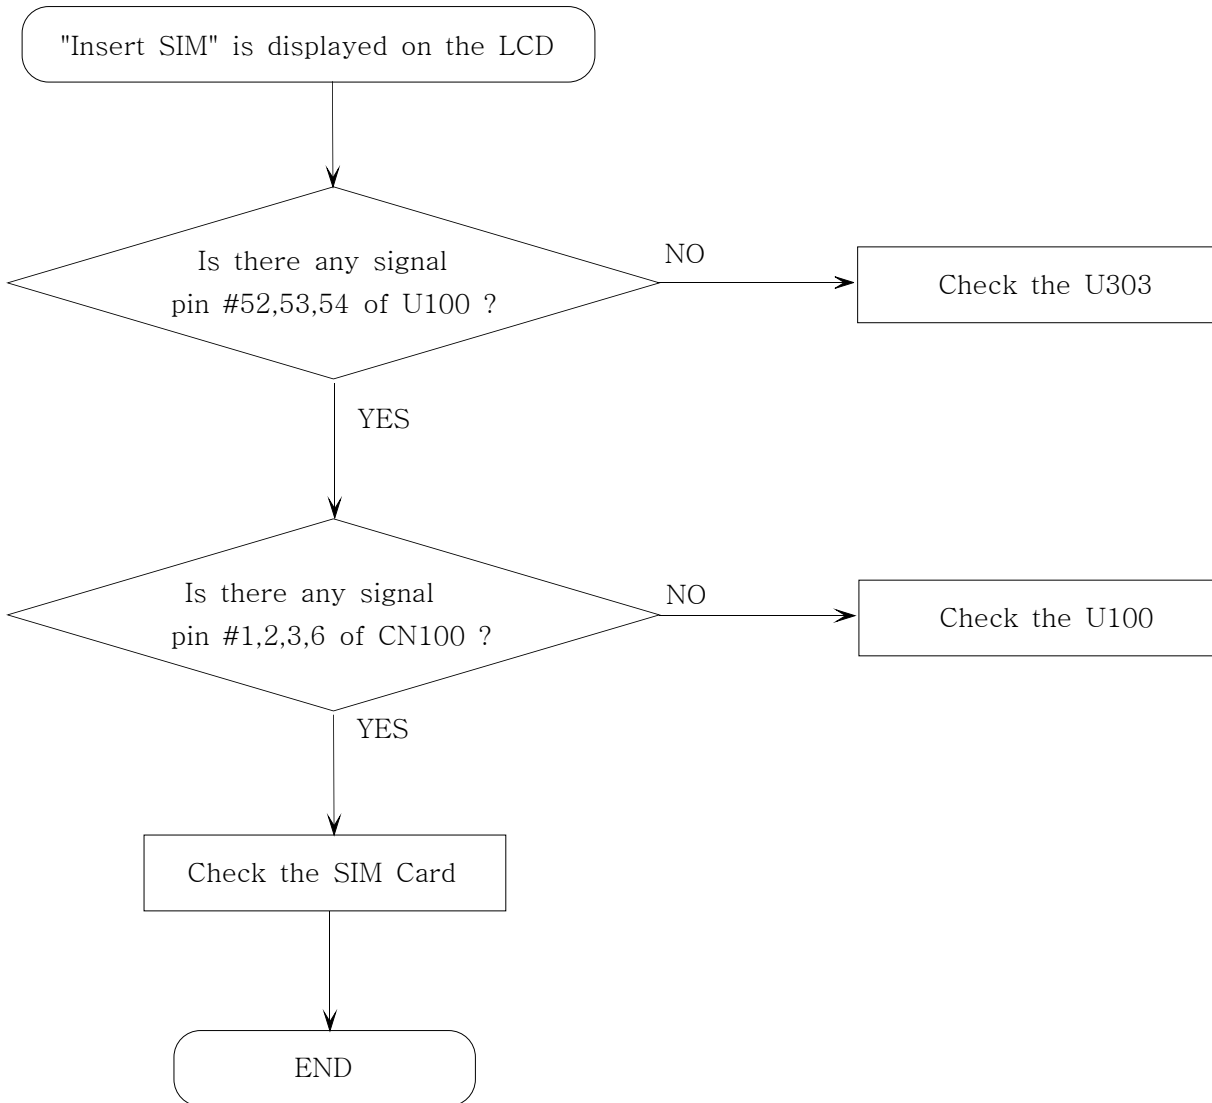 "Insert SIM" is displayed on the LCD
Is there any signal
pin #52,53,54 of U100 ?
NO
Check the U303
YES
Is there any signal
pin #1,2,3,6 of CN100 ?
NO
Check the U100
YES
Check the SIM Card
END